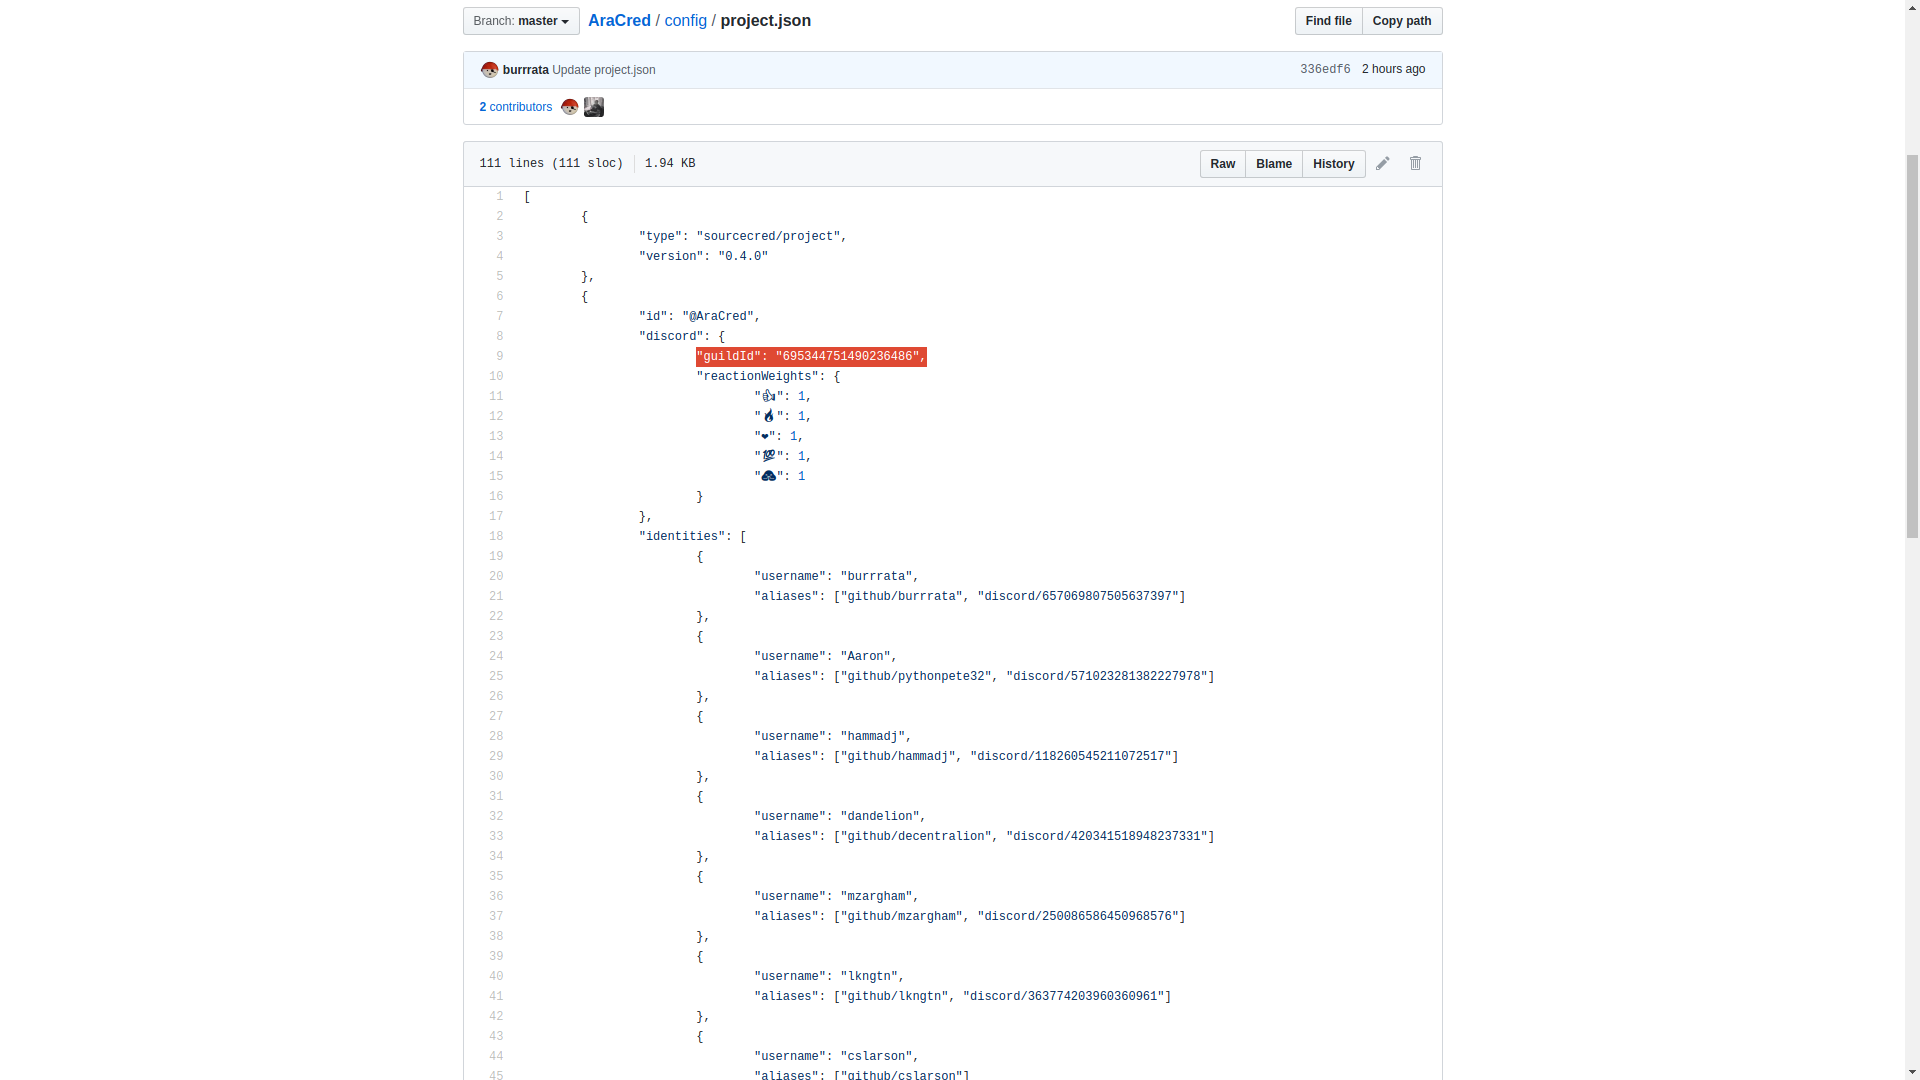 Branch: master AraCred / config / project.json Find file Copy path
burrrata Update project.json 336edf6 2 hours ago
2 contributors
111 lines (111 sloc) 1.94 KB Raw Blame History
1 [
2 {
3 "type": "sourcecred/project",
4 "version": "0.4.0"
5 },
6 {
7 "id": "@AraCred",
8 "discord": {
9 "guildId": "695344751490236486",
10 "reactionWeights": {
11 "👍": 1,
12 "🔥": 1,
13 "❤": 1,
14 "💯": 1,
15 "": 1
16 }
17 },
18 "identities": [
19 {
20 "username": "burrrata",
21 "aliases": ["github/burrrata", "discord/657069807505637397"]
22 },
23 {
24 "username": "Aaron",
25 "aliases": ["github/pythonpete32", "discord/571023281382227978"]
26 },
27 {
28 "username": "hammadj",
29 "aliases": ["github/hammadj", "discord/118260545211072517"]
30 },
31 {
32 "username": "dandelion",
33 "aliases": ["github/decentralion", "discord/420341518948237331"]
34 },
35 {
36 "username": "mzargham",
37 "aliases": ["github/mzargham", "discord/250086586450968576"]
38 },
39 {
40 "username": "lkngtn",
41 "aliases": ["github/lkngtn", "discord/363774203960360961"]
42 },
43 {
44 "username": "cslarson",
45 "aliases": ["github/cslarson"]